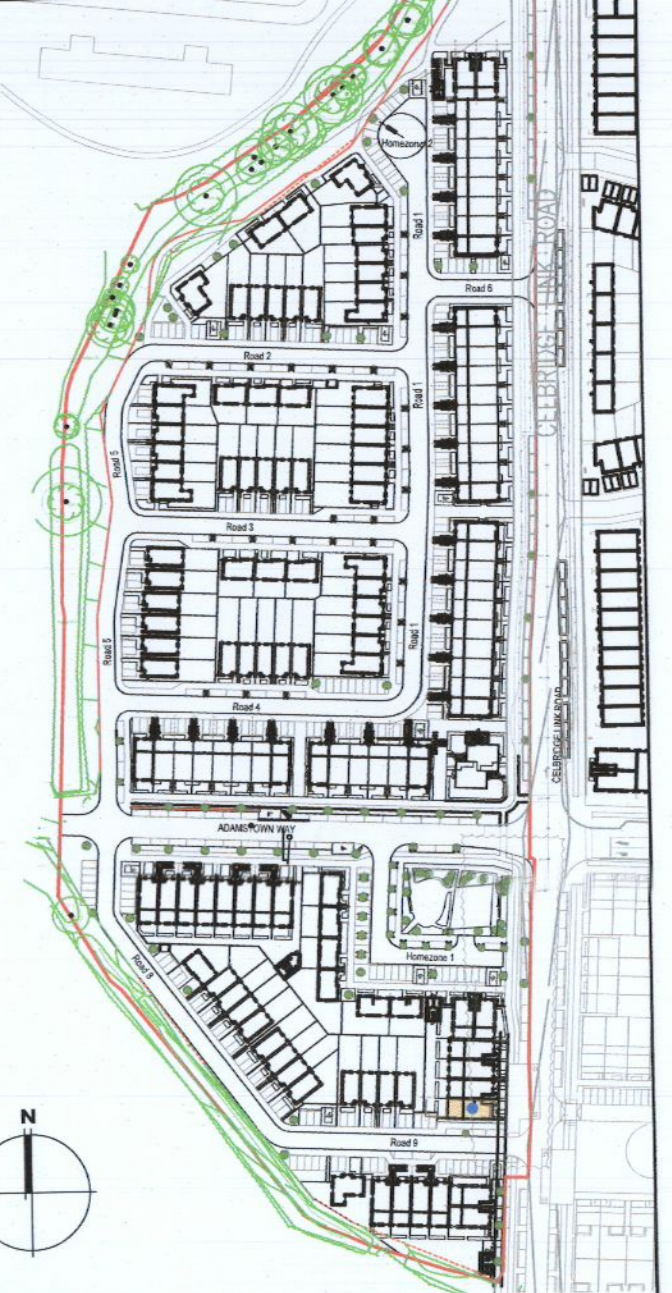 Homezone 2
Road 1
Road 6
CELBRIDGE LINK ROAD
Road 2
Road 1
Road 5
Road 3
Road 1
Road 5
Road 4
CELBRIDGE LINK ROAD
ADAMSTOWN WAY
Homezone 1
Road 8
Road 9
N